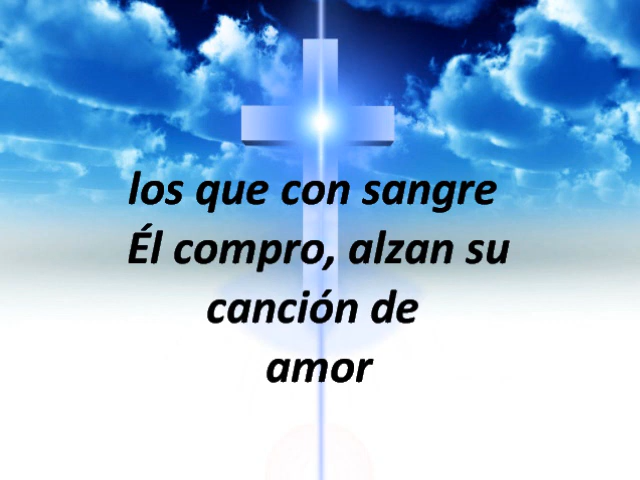 los que con sangre
Él compro, alzan su
canción de
amor